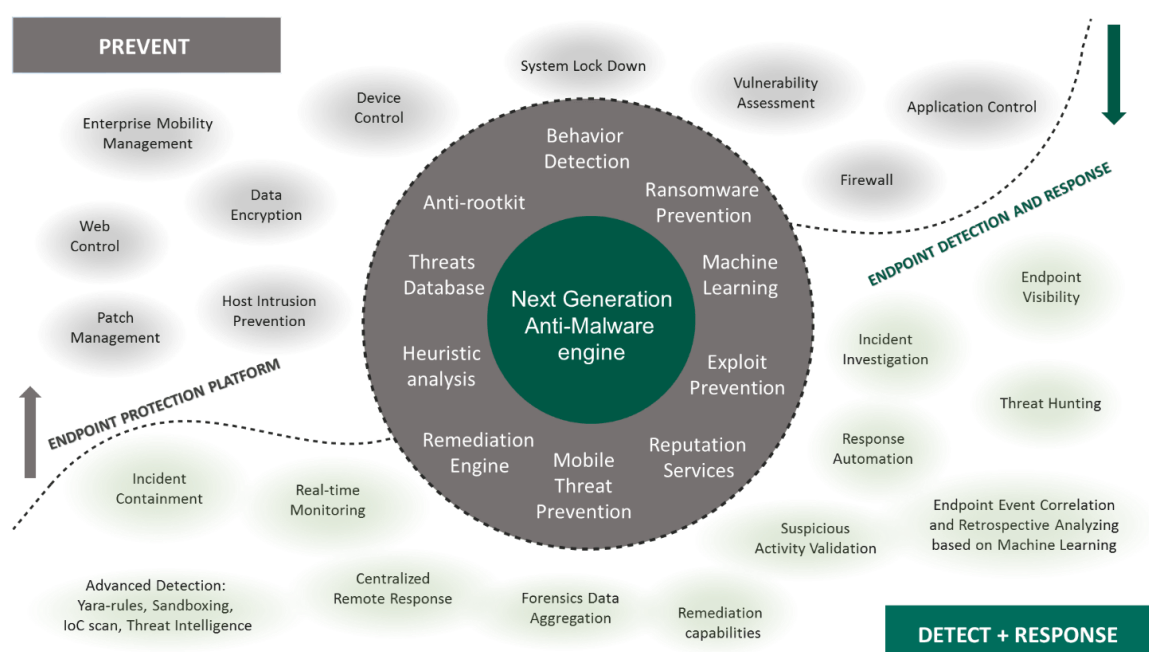 PREVENT
System Lock Down
Device
Control
Vulnerability
Assessment
Application Control
Enterprise Mobility
Management
Data
Encryption
Firewall
Web
Control
Host Intrusion
Prevention
Patch
Management
ENDPOINT PROTECTION PLATFORM
Behavior
Detection
Anti-rootkit
Ransomware
Prevention
Threats
Database
Machine
Learning
Next Generation
Anti-Malware
engine
Heuristic
analysis
Exploit
Prevention
Remediation
Engine
Mobile
Threat
Prevention
Reputation
Services
ENDPOINT DETECTION AND RESPONSE
Endpoint
Visibility
Incident
Investigation
Threat Hunting
Response
Automation
Incident
Containment
Real-time
Monitoring
Suspicious
Activity Validation
Endpoint Event Correlation
and Retrospective Analyzing
based on Machine Learning
Advanced Detection:
Yara-rules, Sandboxing,
IoC scan, Threat Intelligence
Centralized
Remote Response
Forensics Data
Aggregation
Remediation
capabilities
DETECT + RESPONSE